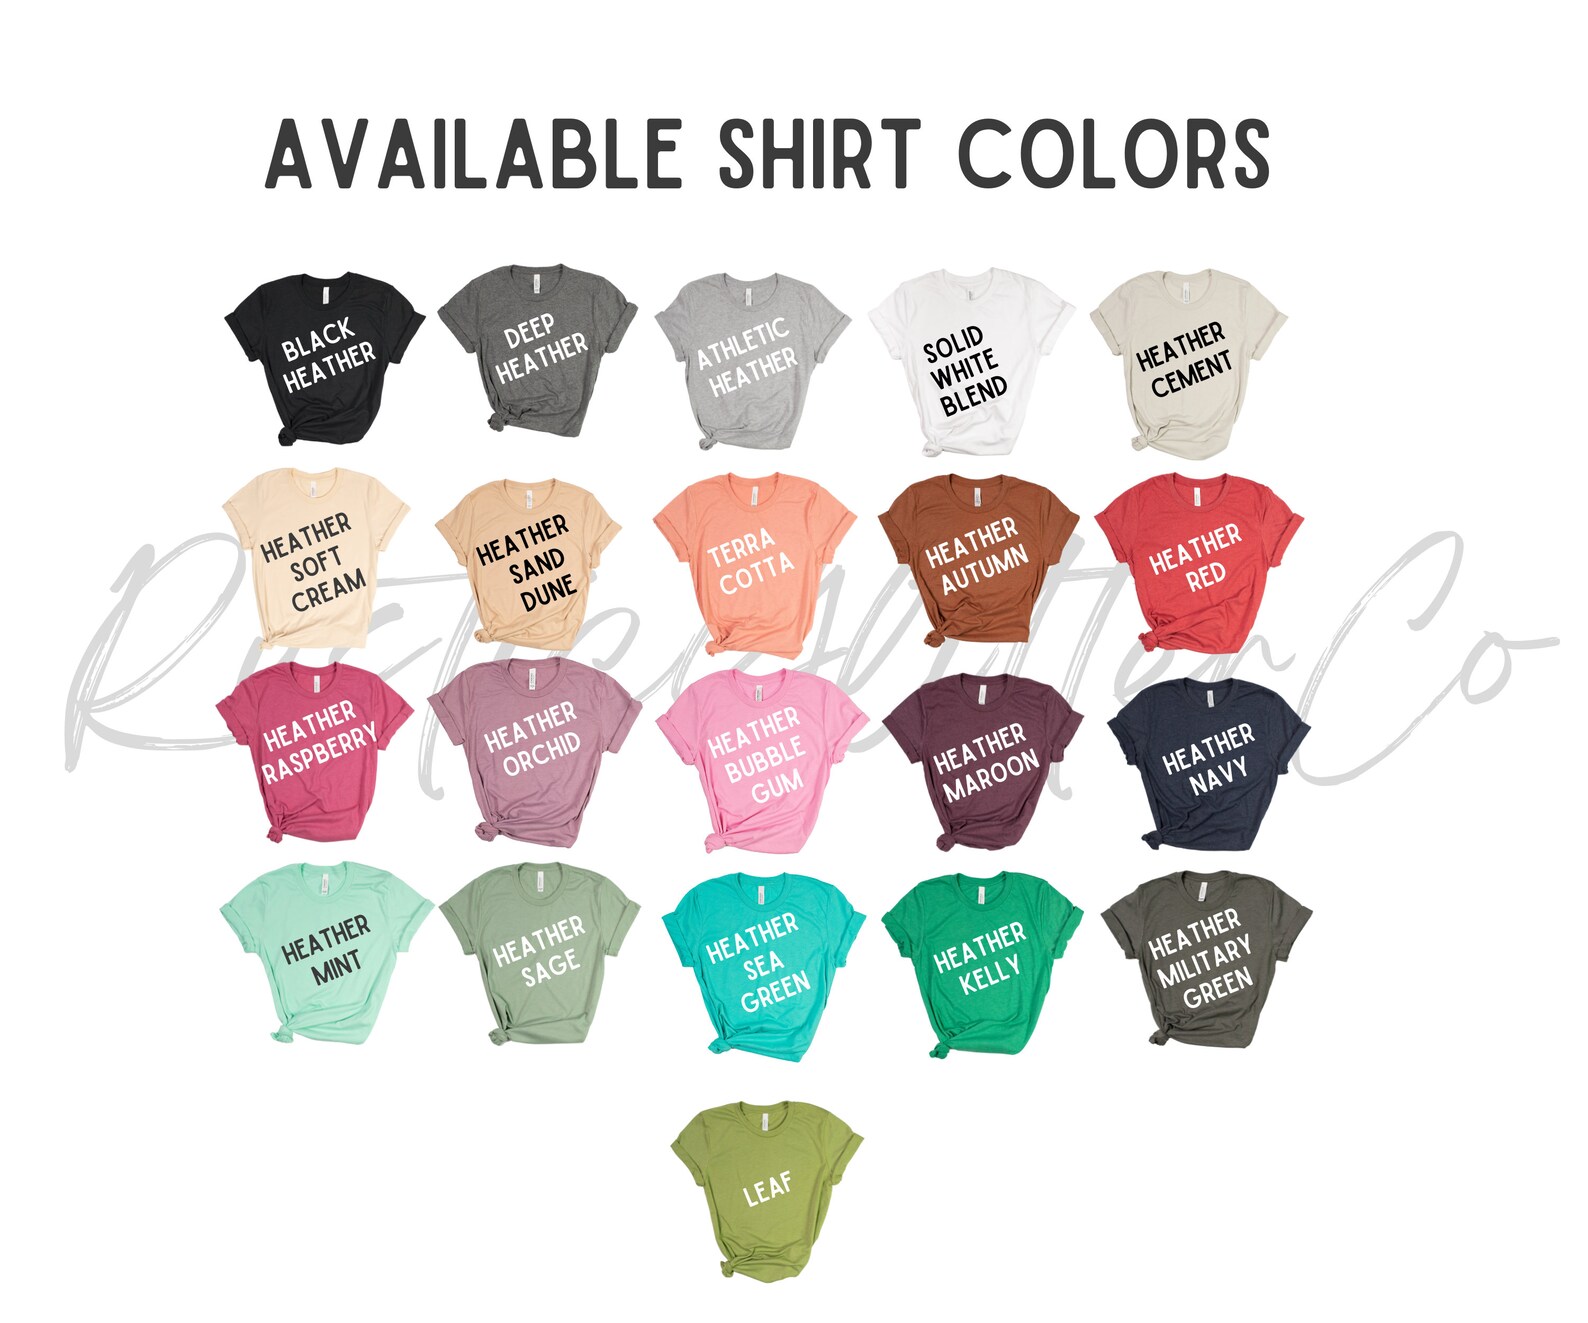 AVAILABLE SHIRT COLORS
BLACK
HEATHER
DEEP
HEATHER
ATHLETIC
HEATHER
SOLID
WHITE
BLEND
HEATHER
CEMENT
HEATHER
SOFT
CREAM
HEATHER
SAND
DUNE
TERRA
COTTA
HEATHER
AUTUMN
HEATHER
RED
HEATHER
RASPBERRY
HEATHER
ORCHID
HEATHER
BUBBLE
GUM
HEATHER
MAROON
HEATHER
NAVY
HEATHER
MINT
HEATHER
SAGE
HEATHER
SEA
GREEN
HEATHER
KELLY
HEATHER
MILITARY
GREEN
LEAF